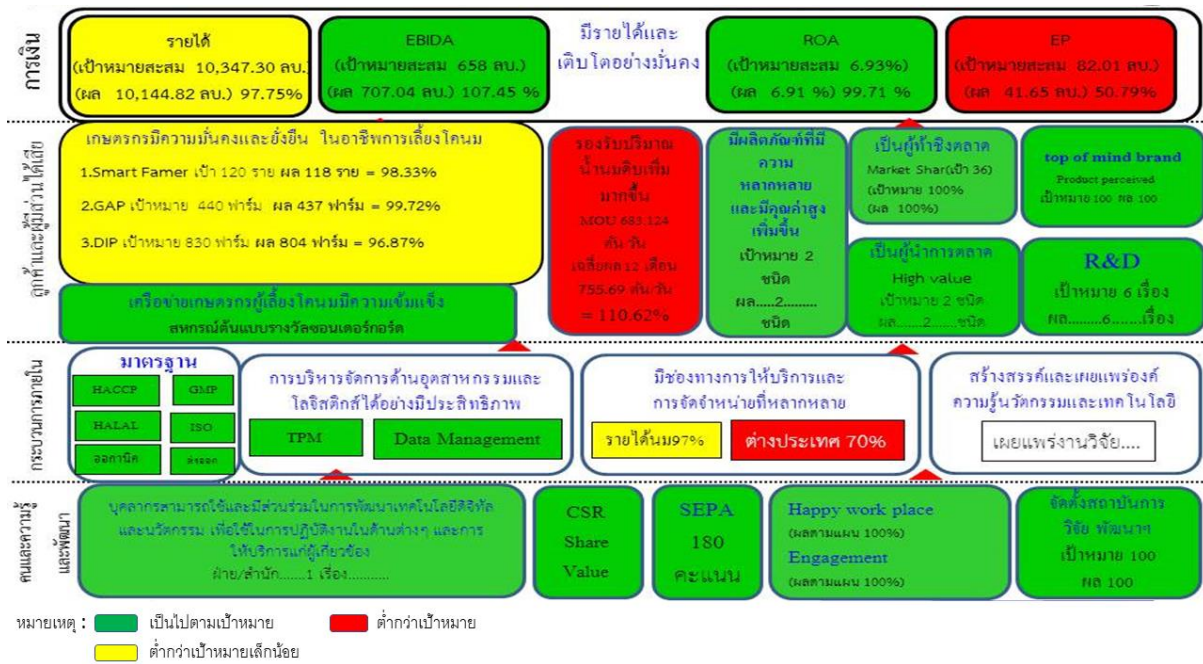 การเงิน
รายได้
(เป้าหมายสะสม 10,347.30 ลบ.)
(ผล 10,144.82 ลบ.) 97.75%
EBIDA
(เป้าหมายสะสม 658 ลบ.)
(ผล 707.04 ลบ.) 107.45 %
มีรายได้และ
เติบโตอย่างมั่นคง
ROA
(เป้าหมายสะสม 6.93%)
(ผล 6.91 %) 99.71 %
EP
(เป้าหมายสะสม 82.01 ลบ.)
(ผล 41.65 ลบ.) 50.79%
ลูกค้าและผู้มีส่วนได้เสีย
เกษตรกรมีความมั่นคงและยั่งยืน ในอาชีพการเลี้ยงโคนม
1.Smart Famer เป้า 120 ราย ผล 118 ราย = 98.33%
2.GAP เป้าหมาย 440 ฟาร์ม ผล 437 ฟาร์ม = 99.72%
3.DIP เป้าหมาย 830 ฟาร์ม ผล 804 ฟาร์ม = 96.87%
เครือข่ายเกษตรกรผู้เลี้ยงโคนมมีความเข้มแข็ง
สหกรณ์ต้นแบบรางวัลซอนเดอร์กอร์ด
รองรับปริมาณ
น้ำนมดิบเพิ่ม
มากขึ้น
MOU 683.124
ตัน/วัน
เฉลี่ยผล 12 เดือน
755.69 ตัน/วัน
= 110.62%
มีผลิตภัณฑ์ที่มี
ความ
หลากหลาย
และมีคุณค่าสูง
เพิ่มขึ้น
เป้าหมาย 2
ชนิด
ผล.....2.........
ชนิด
เป็นผู้ท้าชิงตลาด
Market Shar(เป้า 36)
(เป้าหมาย 100%
(ผล 100%)
เป็นผู้นำการตลาด
High value
เป้าหมาย 2 ชนิด
ผล......2......ชนิด
top of mind brand
Product perceived
เป้าหมาย 100 ผล 100
R&D
เป้าหมาย 6 เรื่อง
ผล.........6.......เรื่อง
กระบวนการภายใน
มาตรฐาน
HACCP
GMP
HALAL
ISO
ออกานิค
ส่งออก
การบริหารจัดการด้านอุตสาหกรรมและ
โลจิสติกส์ได้อย่างมีประสิทธิภาพ
TPM
Data Management
มีช่องทางการให้บริการและ
การจัดจำหน่ายที่หลากหลาย
รายได้นม97%
ต่างประเทศ 70%
สร้างสรรค์และเผยแพร่องค์
ความรู้นวัตกรรมและเทคโนโลยี
เผยแพร่งานวิจัย....
คนและความรู้
และพัฒนา
บุคลากรสามารถใช้และมีส่วนร่วมในการพัฒนาเทคโนโลยีดิจิทัล
และนวัตกรรม เพื่อใช้ในการปฏิบัติงานในด้านต่างๆ และการ
ให้บริการแก่ผู้เกี่ยวข้อง
ฝ่าย/สำนัก.......1 เรื่อง..........
CSR
Share
Value
SEPA
180
คะแนน
Happy work place
(ผลตามแผน 100%)
Engagement
(ผลตามแผน 100%)
จัดตั้งสถาบันการ
วิจัย พัฒนาฯ
เป้าหมาย 100
ผล 100
หมายเหตุ : เป็นไปตามเป้าหมาย ต่ำกว่าเป้าหมาย
ต่ำกว่าเป้าหมายเล็กน้อย